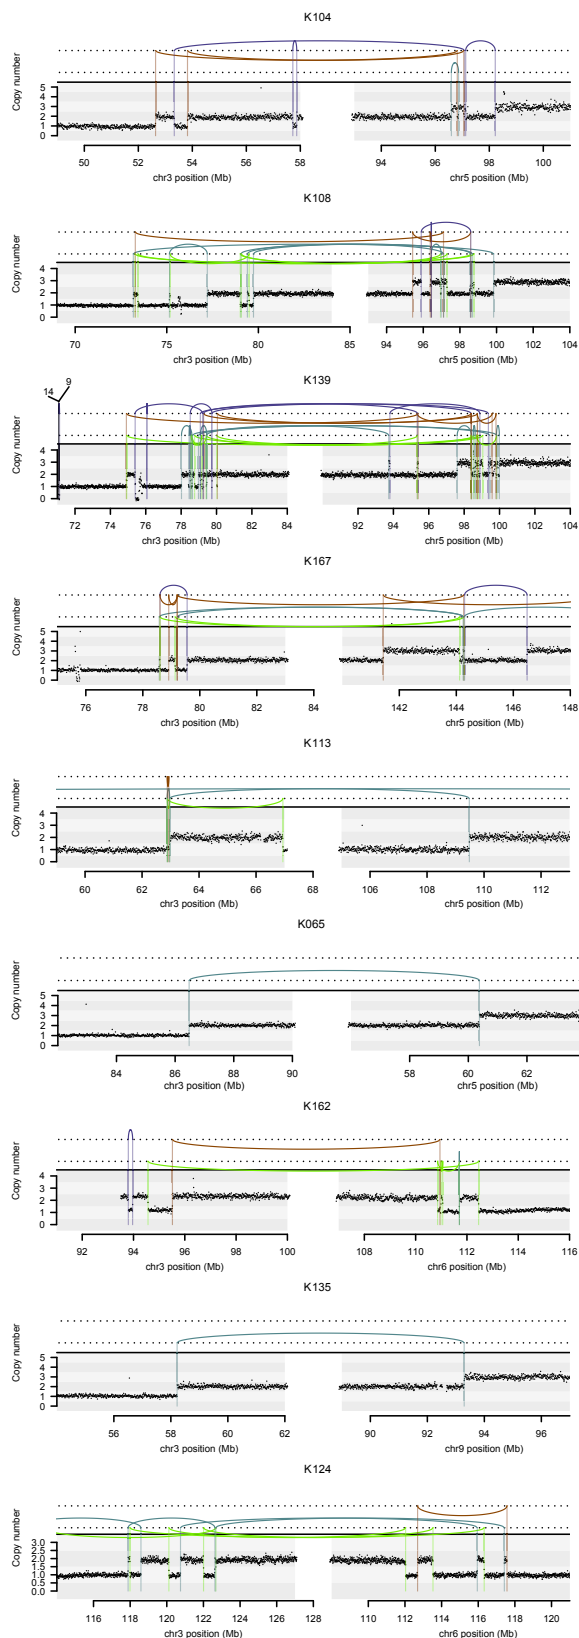 K104
Copy number
5
4
3
2
1
0
50 52 54 56 58 94 96 98 100
chr3 position (Mb) chr5 position (Mb)
K108
Copy number
4
3
2
1
0
70 75 80 85 92 94 96 98 100 102 104
chr3 position (Mb) chr5 position (Mb)
K139
14 9
Copy number
4
3
2
1
0
72 74 76 78 80 82 84 92 94 96 98 100 102 104
chr3 position (Mb) chr5 position (Mb)
K167
Copy number
5
4
3
2
1
0
76 78 80 82 83 84 142 144 146 148
chr3 position (Mb) chr5 position (Mb)
K113
Copy number
4
3
2
1
0
60 62 64 66 68 106 108 110 112
chr3 position (Mb) chr5 position (Mb)
K065
Copy number
5
4
3
2
1
0
84 86 88 90 58 60 62
chr3 position (Mb) chr5 position (Mb)
K162
Copy number
4
3
2
1
0
92 94 96 98 100 108 110 112 114 116
chr3 position (Mb) chr6 position (Mb)
K135
Copy number
5
4
3
2
1
0
56 58 60 62 90 92 94 96
chr3 position (Mb) chr9 position (Mb)
K124
Copy number
3.0
2.5
2.0
1.5
1.0
0.5
0.0
116 118 120 122 124 126 128 110 112 114 116 118 120
chr3 position (Mb) chr6 position (Mb)